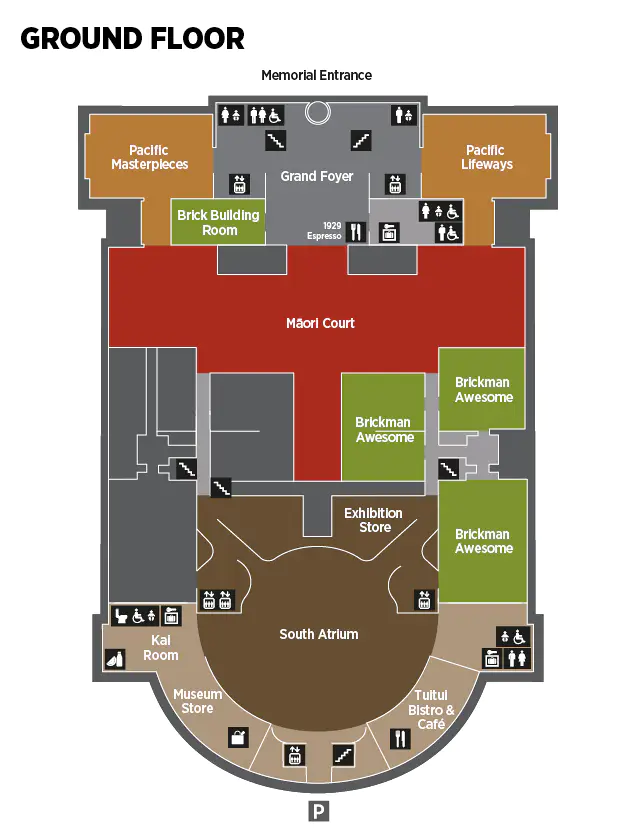 GROUND FLOOR
Memorial Entrance
Pacific
Masterpieces
Grand Foyer
Pacific
Lifeways
Brick Building
Room
1929
Espresso
Māori Court
Brickman
Awesome
Brickman
Awesome
Exhibition
Store
Brickman
Awesome
South Atrium
Kai
Room
Museum
Store
Tuitui
Bistro &
Café
P